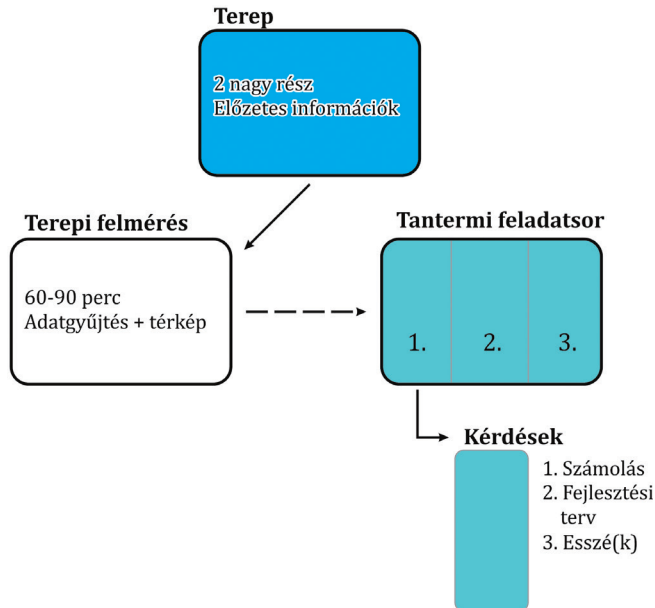 Terep
2 nagy rész
Előzetes információk
Terepi felmérés
60-90 perc
Adatgyűjtés + térkép
Tantermi feladatsor
1.
2.
3.
Kérdések
1. Számolás
2. Fejlesztési
terv
3. Esszé(k)